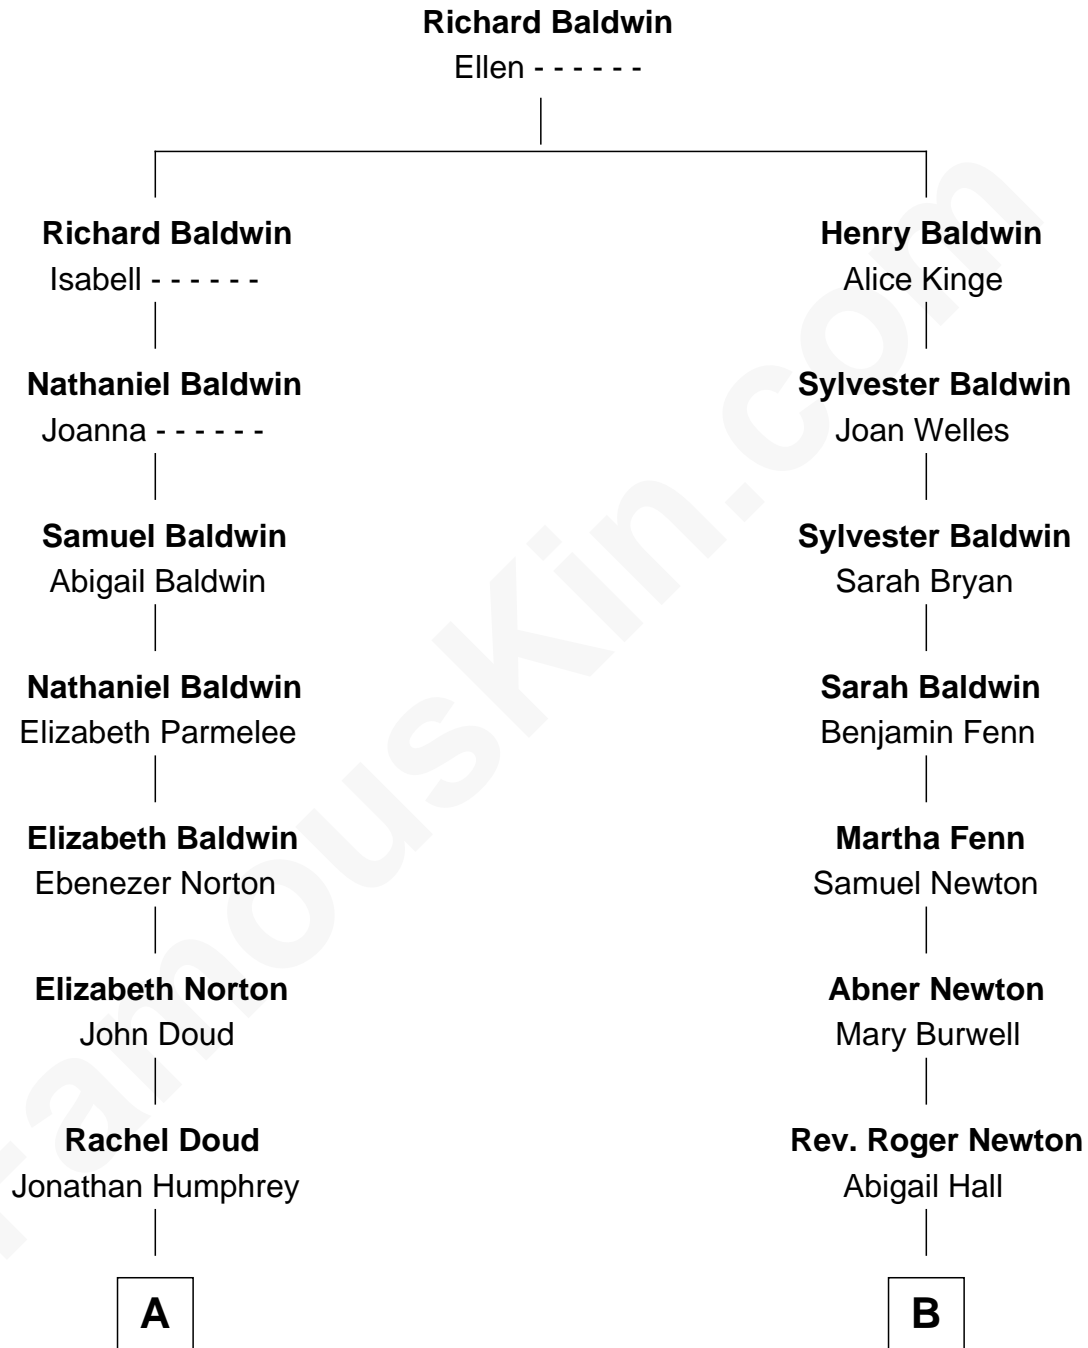 Richard Baldwin
Ellen - - - - - -
Richard Baldwin
Isabell - - - - - -
Nathaniel Baldwin
Joanna - - - - - -
Samuel Baldwin
Abigail Baldwin
Nathaniel Baldwin
Elizabeth Parmelee
Elizabeth Baldwin
Ebenezer Norton
Elizabeth Norton
John Doud
Rachel Doud
Jonathan Humphrey
A
Henry Baldwin
Alice Kinge
Sylvester Baldwin
Joan Welles
Sylvester Baldwin
Sarah Bryan
Sarah Baldwin
Benjamin Fenn
Martha Fenn
Samuel Newton
Abner Newton
Mary Burwell
Rev. Roger Newton
Abigail Hall
B
FamousKin.com